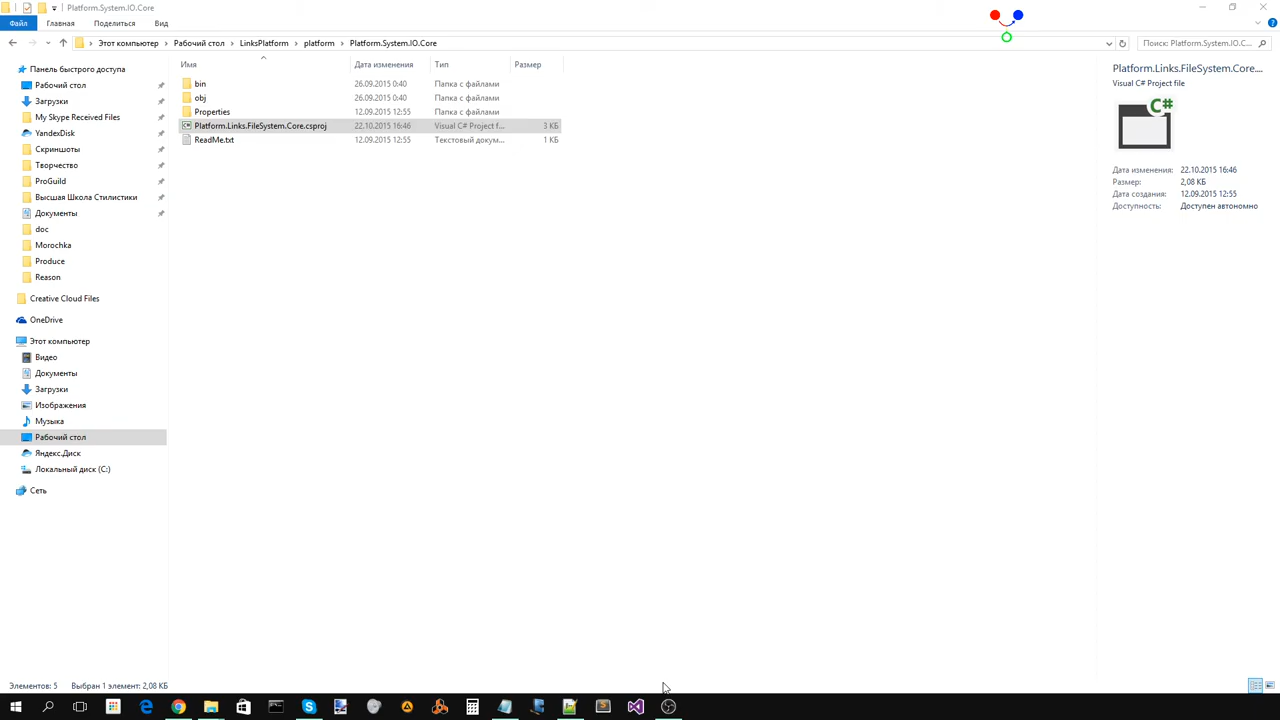 Platform.System.IO.Core
Файл Главная Поделиться Вид
Этот компьютер Рабочий стол LinksPlatform platform Platform.System.IO.Core Поиск: Platform.System.IO.C...
Имя Дата изменения Тип Размер
bin 26.09.2015 0:40 Папка с файлами
obj 26.09.2015 0:40 Папка с файлами
Properties 12.09.2015 12:55 Папка с файлами
Platform.Links.FileSystem.Core.csproj 22.10.2015 16:46 Visual C# Project f... 3 КБ
ReadMe.txt 12.09.2015 12:55 Текстовый докум... 1 КБ
Панель быстрого доступа
Рабочий стол
Загрузки
My Skype Received Files
YandexDisk
Скриншоты
Творчество
ProGuild
Высшая Школа Стилистики
Документы
doc
Morochka
Produce
Reason
Creative Cloud Files
OneDrive
Этот компьютер
Видео
Документы
Загрузки
Изображения
Музыка
Рабочий стол
Яндекс.Диск
Локальный диск (C:)
Сеть
Platform.Links.FileSystem.Core....
Visual C# Project file
C#
Дата изменения: 22.10.2015 16:46
Размер: 2,08 КБ
Дата создания: 12.09.2015 12:55
Доступность: Доступен автономно
Элементов: 5 Выбран 1 элемент: 2,08 КБ